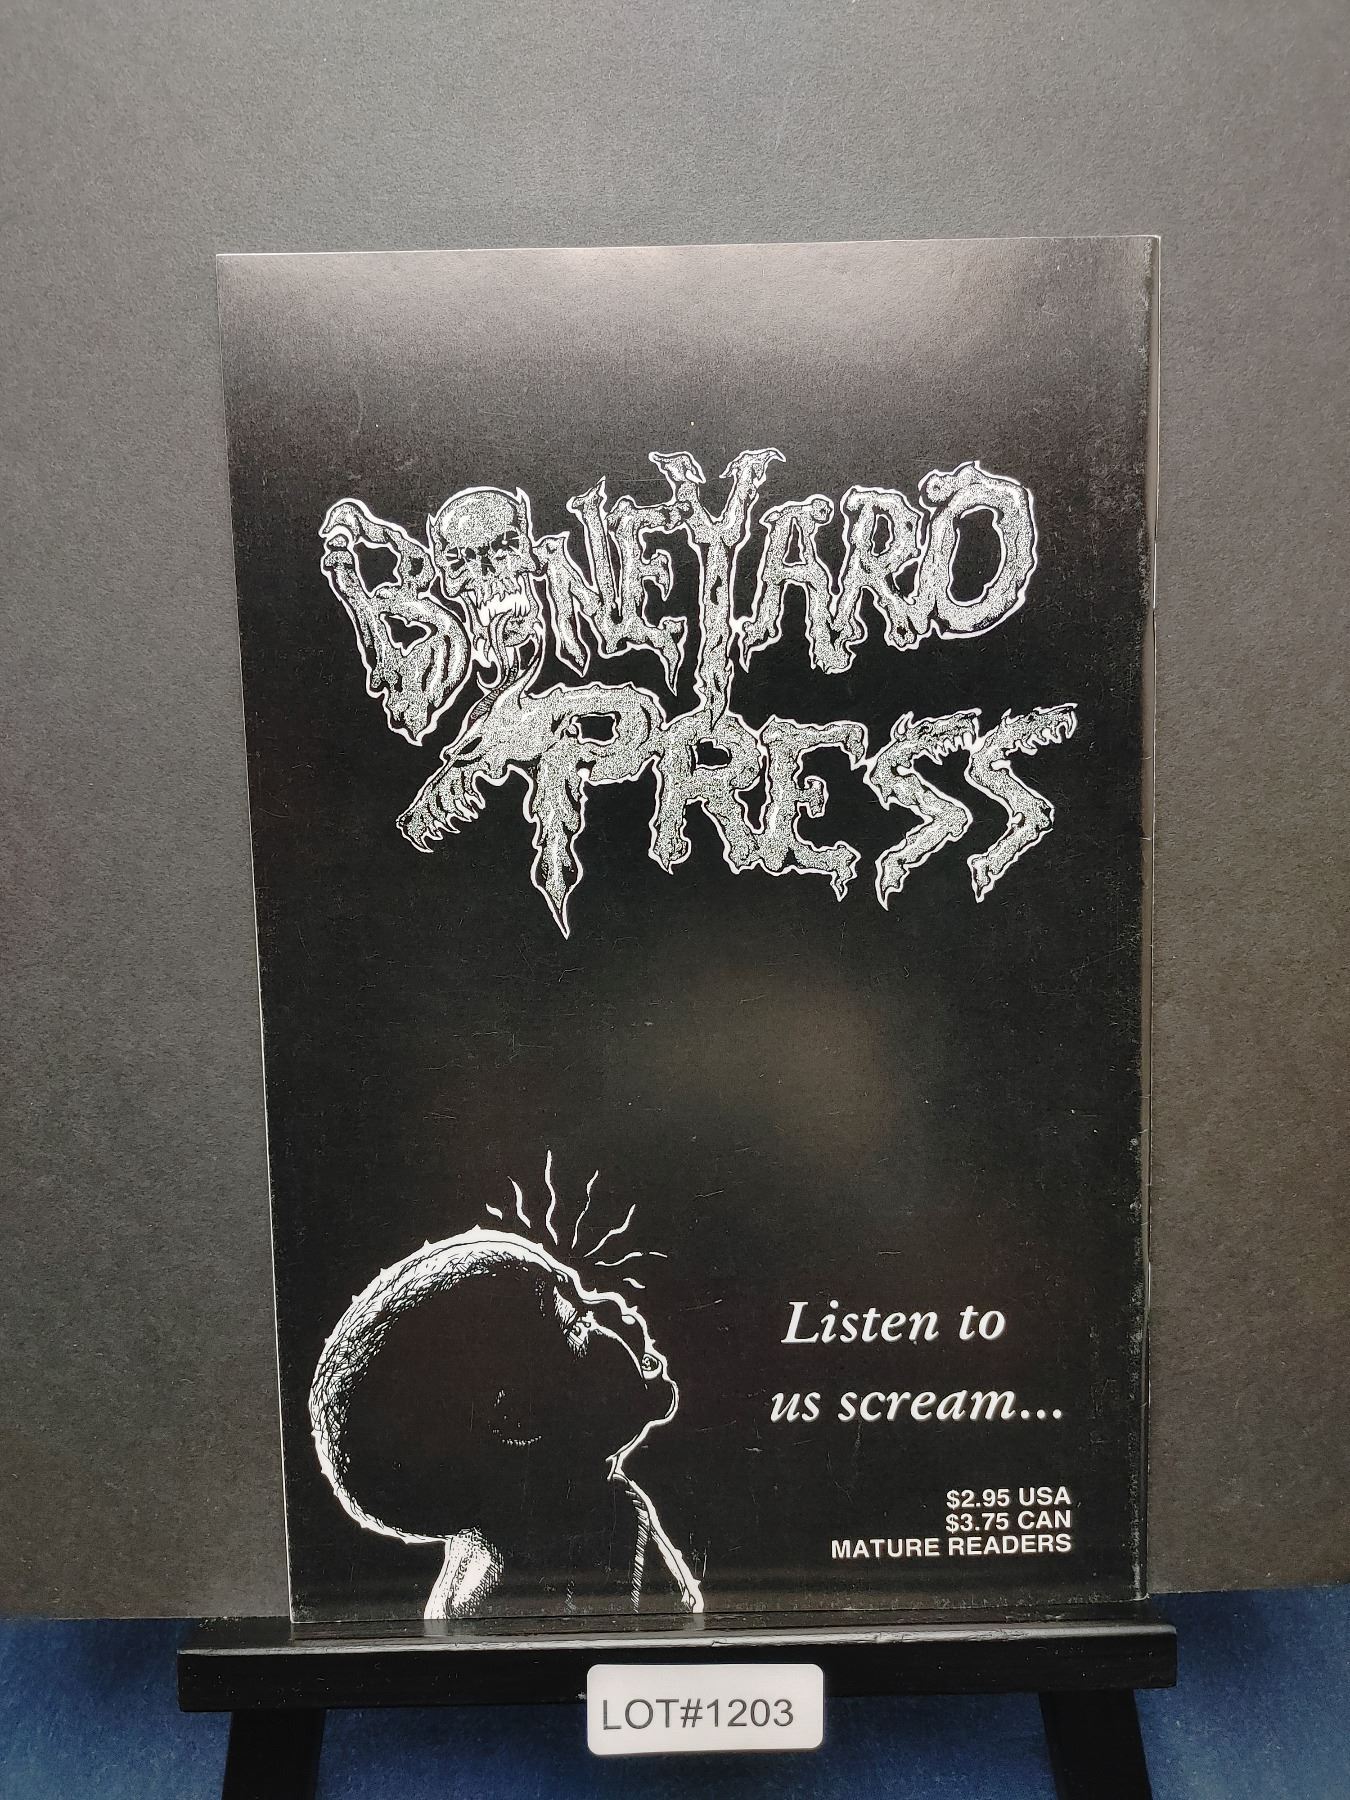 BONEYARD
PRESS
Listen to
us scream...
$2.95 USA
$3.75 CAN
MATURE READERS
LOT#1203